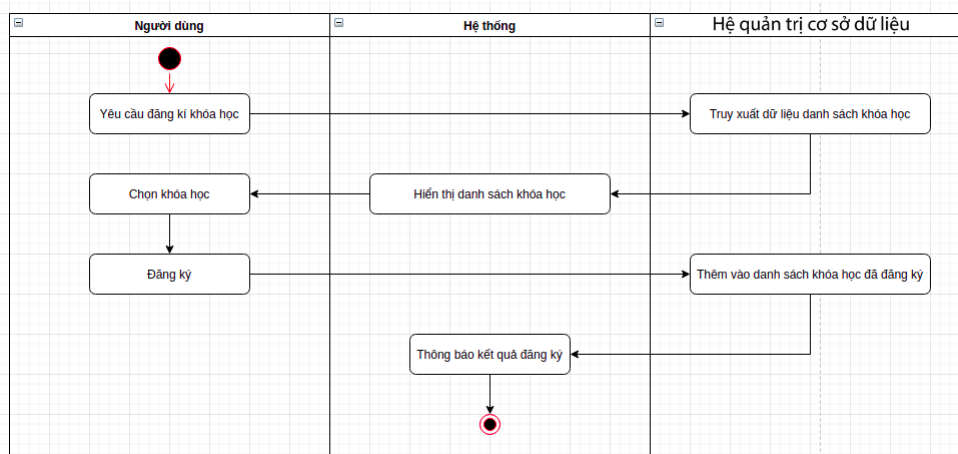 Người dùng
Hệ thống
Hệ quản trị cơ sở dữ liệu
Yêu cầu đăng kí khóa học
Truy xuất dữ liệu danh sách khóa học
Chọn khóa học
Hiển thị danh sách khóa học
Đăng ký
Thêm vào danh sách khóa học đã đăng ký
Thông báo kết quả đăng ký